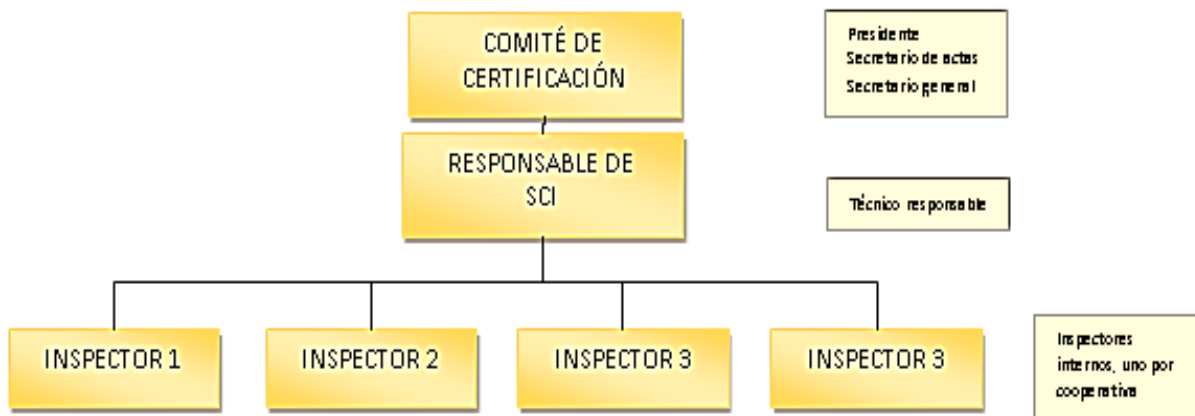 COMITÉ DE
CERTIFICACIÓN
Presidente
Secretario de actas
Secretario general
RESPONSABLE DE
SCI
Técnico responsable
INSPECTOR 1
INSPECTOR 2
INSPECTOR 3
INSPECTOR 3
Inspectores
internos, uno por
cooperativa